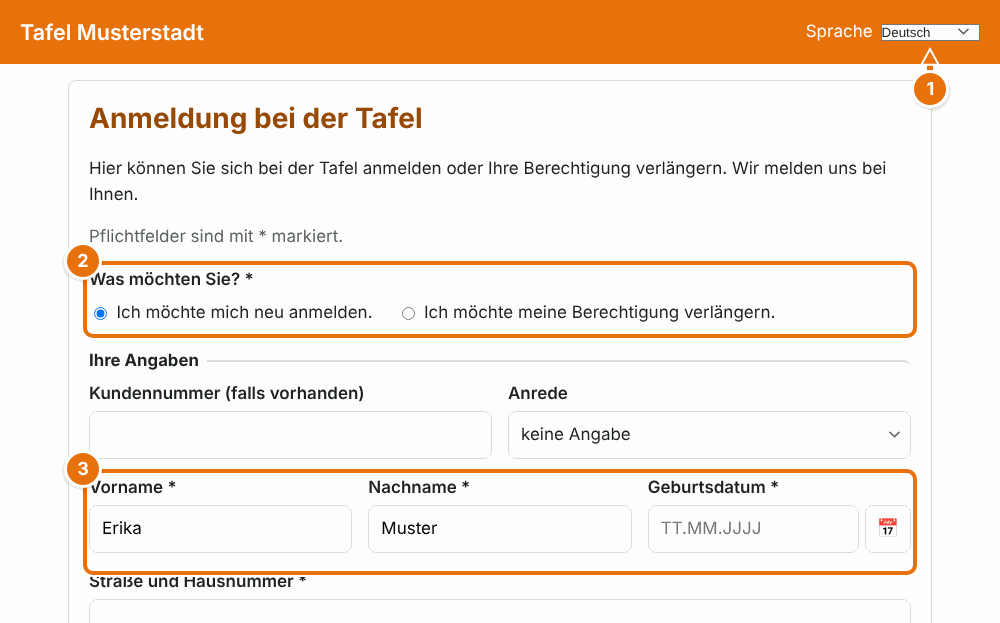 Tafel Musterstadt
Sprache Deutsch
1
Anmeldung bei der Tafel
Hier können Sie sich bei der Tafel anmelden oder Ihre Berechtigung verlängern. Wir melden uns bei
Ihnen.
Pflichtfelder sind mit * markiert.
2
Was möchten Sie? *
Ich möchte mich neu anmelden. Ich möchte meine Berechtigung verlängern.
Ihre Angaben
Kundennummer (falls vorhanden) Anrede
keine Angabe
3
Vorname * Nachname * Geburtsdatum *
Erika Muster TT.MM.JJJJ 17
Straße und Hausnummer *